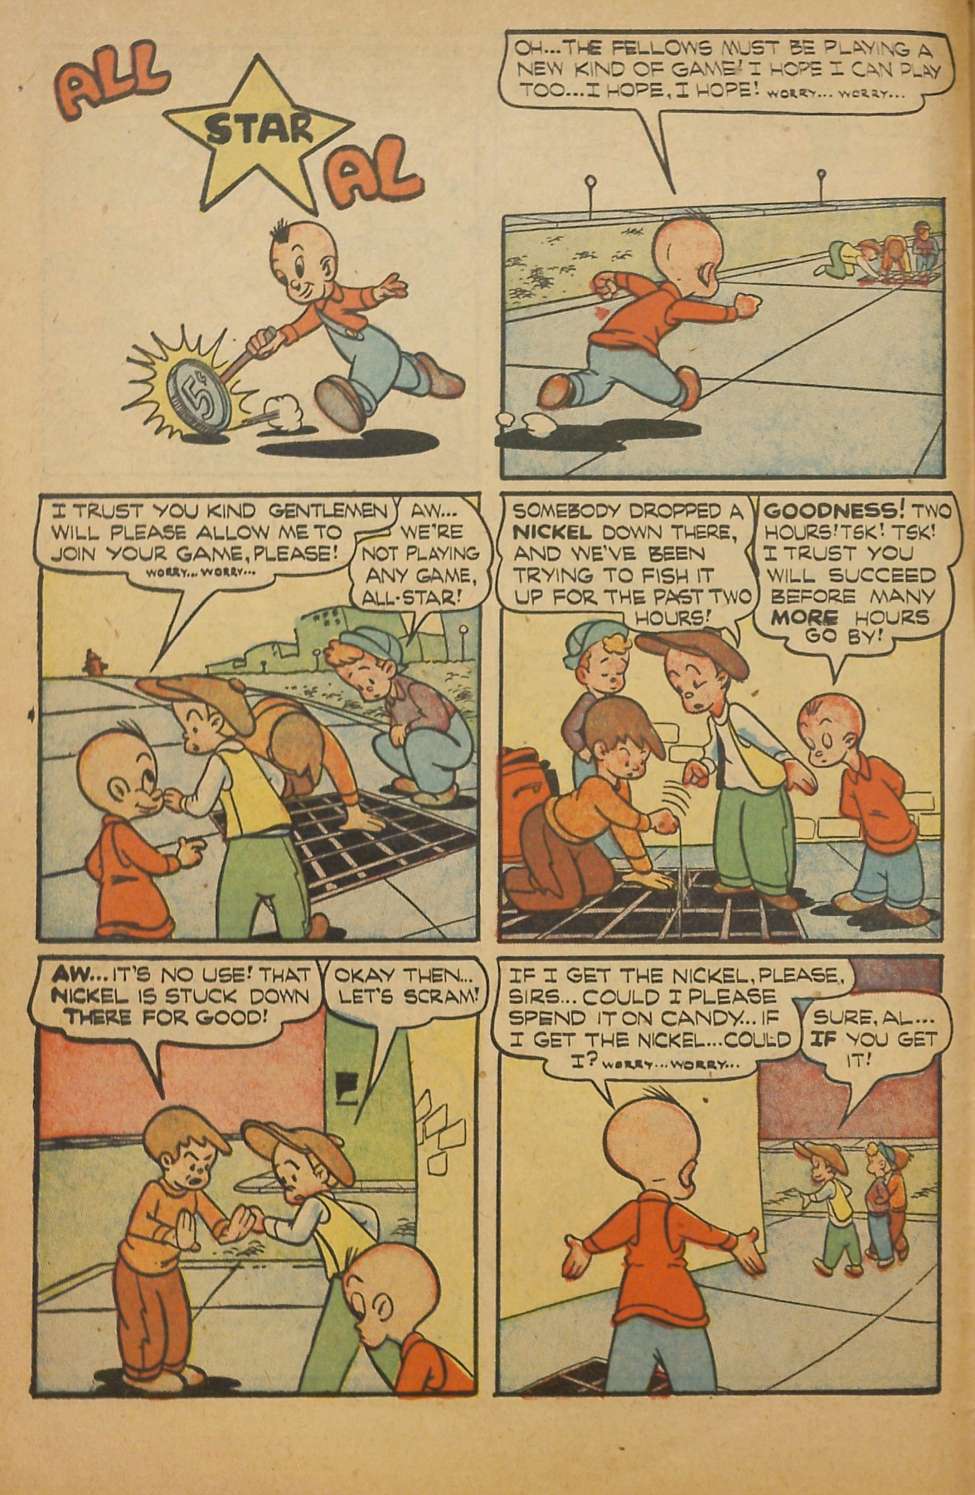 ALL
STAR
AL
5¢
OH...THE FELLOWS MUST BE PLAYING A
NEW KIND OF GAME! I HOPE I CAN PLAY
TOO...I HOPE, I HOPE! WORRY... WORRY...
I TRUST YOU KIND GENTLEMEN
WILL PLEASE ALLOW ME TO
JOIN YOUR GAME, PLEASE!
WORRY... WORRY...
AW...
WE'RE
NOT PLAYING
ANY GAME,
ALL-STAR!
SOMEBODY DROPPED A
NICKEL DOWN THERE,
AND WE'VE BEEN
TRYING TO FISH IT
UP FOR THE PAST TWO
HOURS!
GOODNESS! TWO
HOURS! TSK! TSK!
I TRUST YOU
WILL SUCCEED
BEFORE MANY
MORE HOURS
GO BY!
AW... IT'S NO USE! THAT
NICKEL IS STUCK DOWN
THERE FOR GOOD!
OKAY THEN...
LET'S SCRAM!
IF I GET THE NICKEL, PLEASE,
SIRS... COULD I PLEASE
SPEND IT ON CANDY... IF
I GET THE NICKEL...COULD
I? WORRY... WORRY...
SURE, AL...
IF YOU GET
IT!